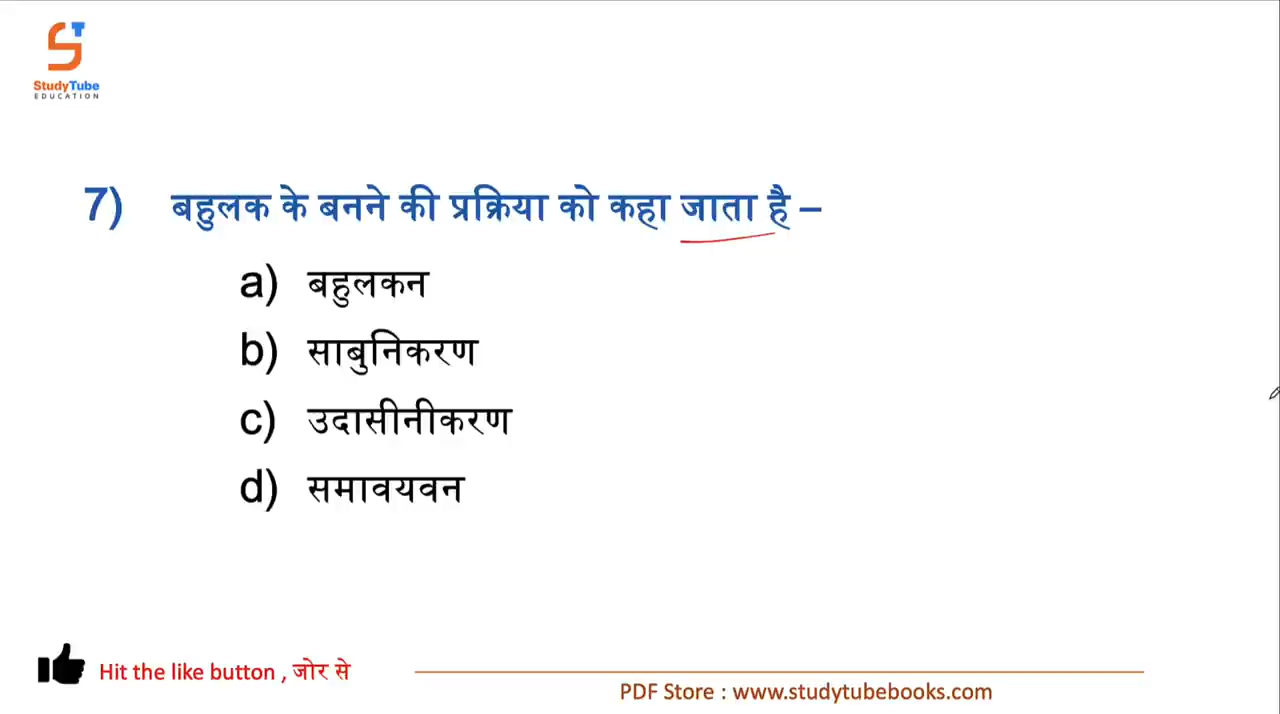 StudyTube
EDUCATION
7) बहुलक के बनने की प्रक्रिया को कहा जाता है –
a) बहुलकन
b) साबुनिकरण
c) उदासीनीकरण
d) समावयवन
Hit the like button , जोर से
PDF Store : www.studytubebooks.com